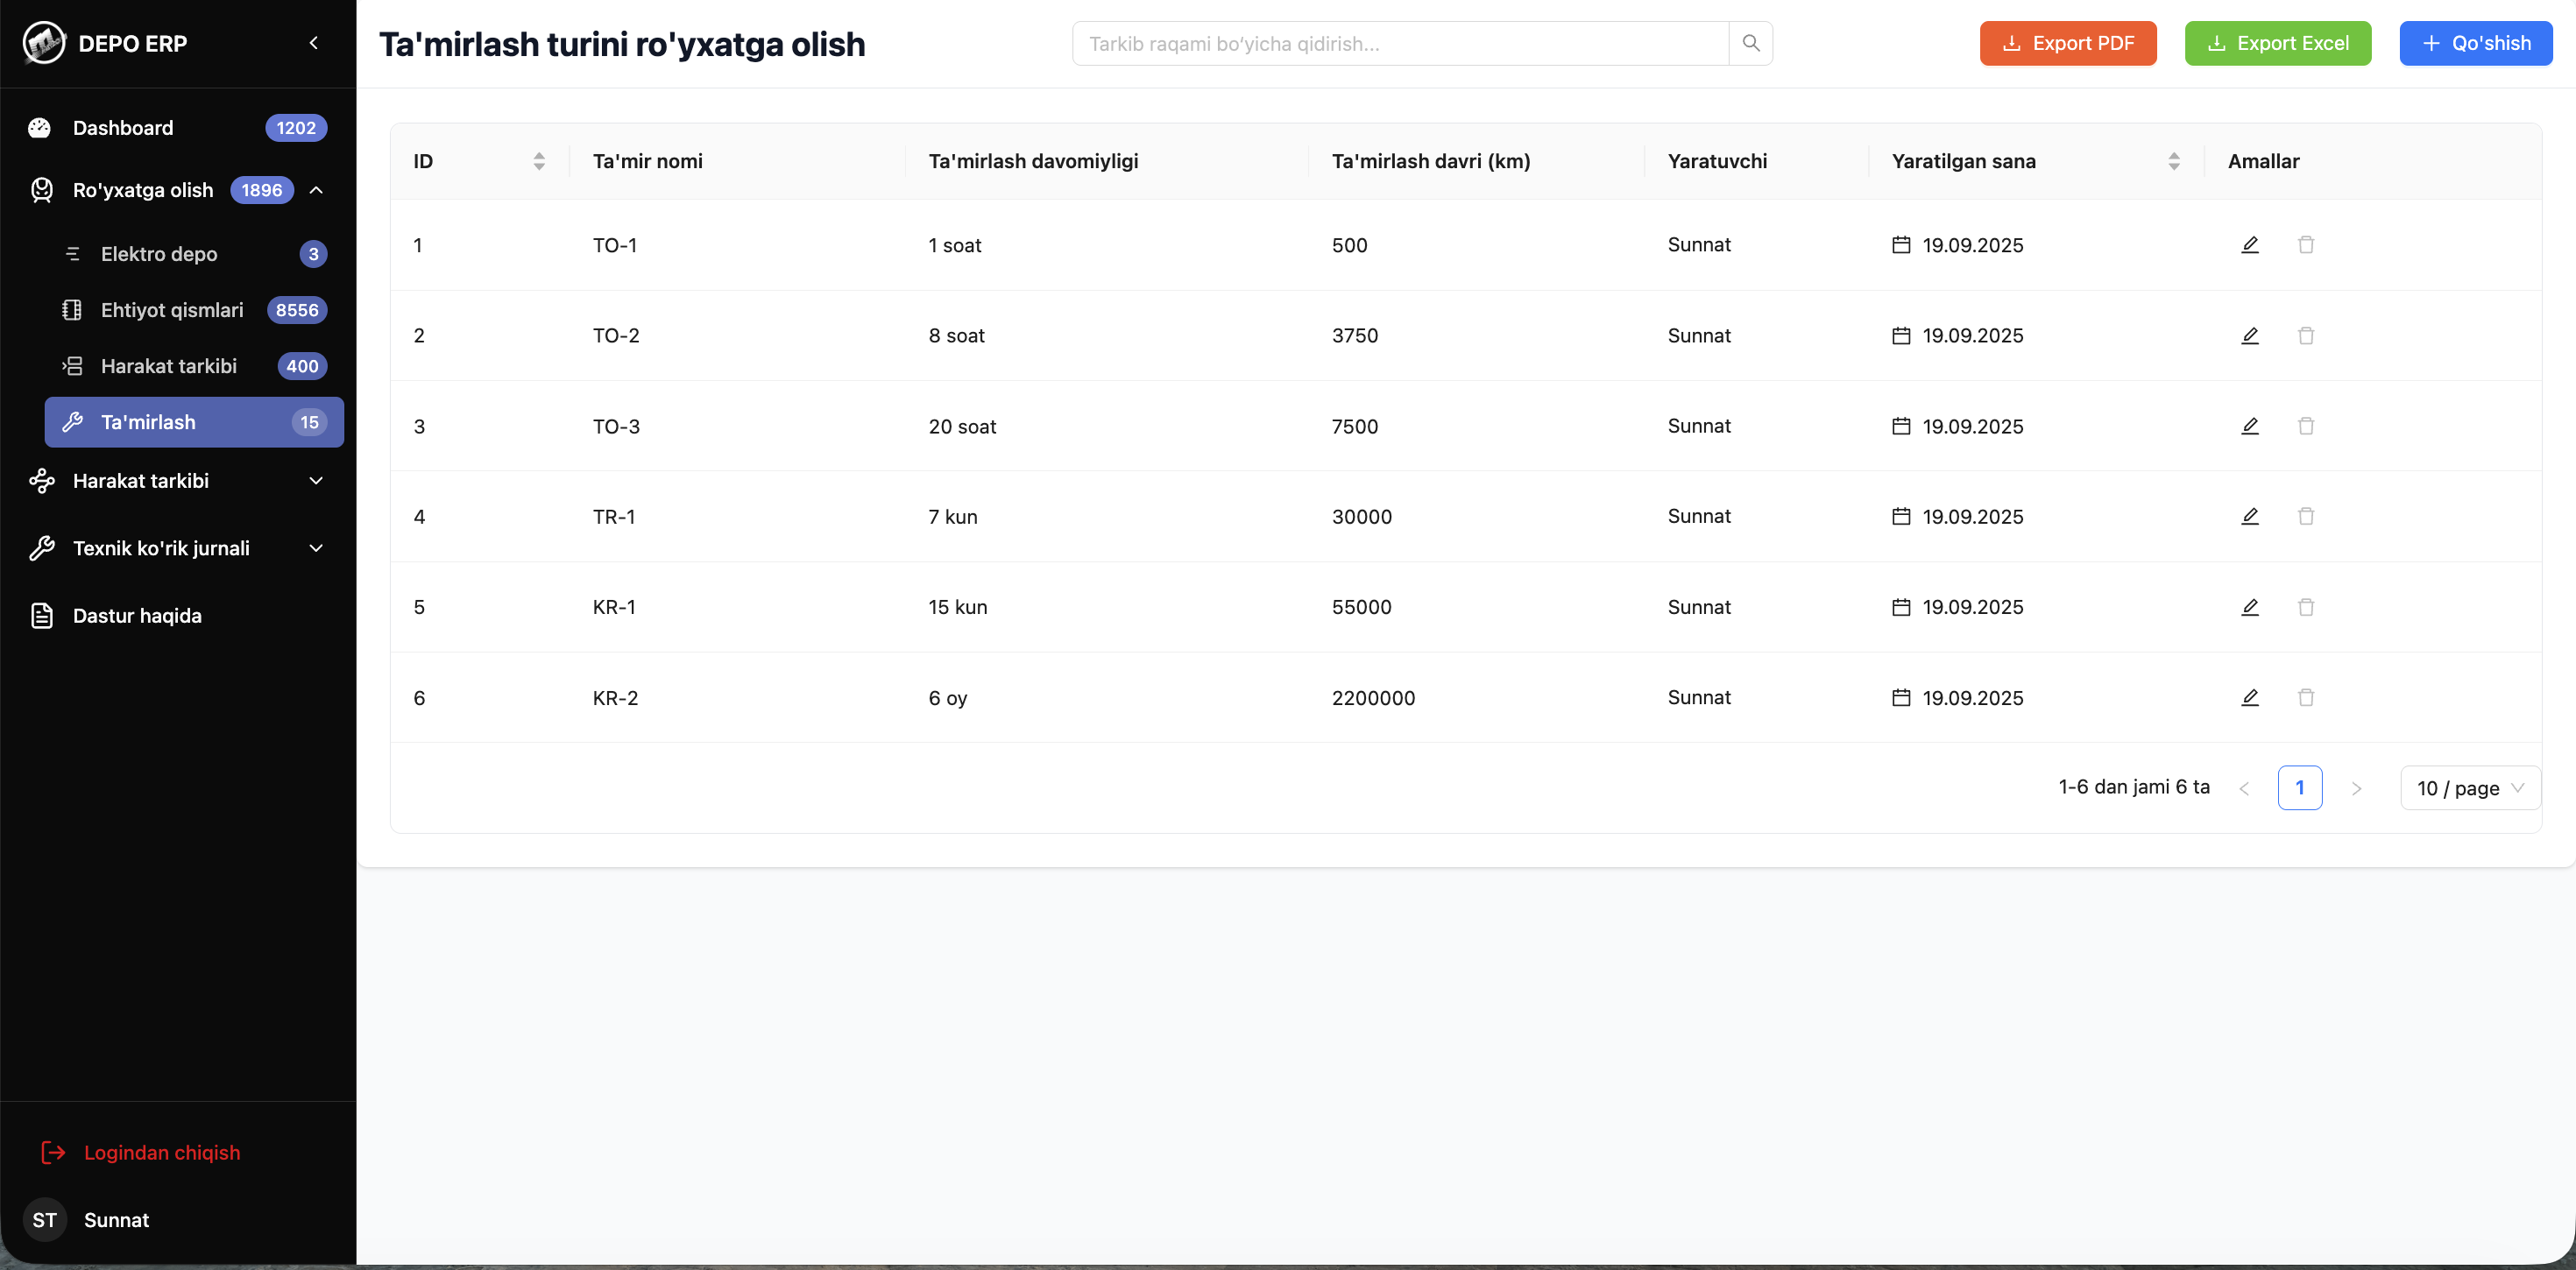 DEPO ERP
Dashboard 1202
Ro'yxatga olish 1896
Elektro depo 3
Ehtiyot qismlari 8556
Harakat tarkibi 400
Ta'mirlash 15
Harakat tarkibi
Texnik ko'rik jurnali
Dastur haqida
Logindan chiqish
ST Sunnat
Ta'mirlash turini ro'yxatga olish
Tarkib raqami bo‘yicha qidirish...
Export PDF
Export Excel
Qo'shish
ID Ta'mir nomi Ta'mirlash davomiyligi Ta'mirlash davri (km) Yaratuvchi Yaratilgan sana Amallar
1 TO-1 1 soat 500 Sunnat 19.09.2025
2 TO-2 8 soat 3750 Sunnat 19.09.2025
3 TO-3 20 soat 7500 Sunnat 19.09.2025
4 TR-1 7 kun 30000 Sunnat 19.09.2025
5 KR-1 15 kun 55000 Sunnat 19.09.2025
6 KR-2 6 oy 2200000 Sunnat 19.09.2025
1-6 dan jami 6 ta 1 10 / page